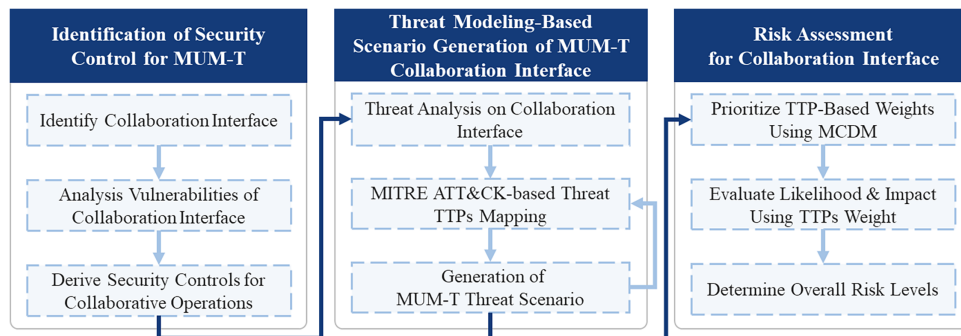 Identification of Security
Control for MUM-T
Identify Collaboration Interface
Analysis Vulnerabilities of
Collaboration Interface
Derive Security Controls for
Collaborative Operations
Threat Modeling-Based
Scenario Generation of MUM-T
Collaboration Interface
Threat Analysis on Collaboration
Interface
MITRE ATT&CK-based Threat
TTPs Mapping
Generation of
MUM-T Threat Scenario
Risk Assessment
for Collaboration Interface
Prioritize TTP-Based Weights
Using MCDM
Evaluate Likelihood & Impact
Using TTPs Weight
Determine Overall Risk Levels